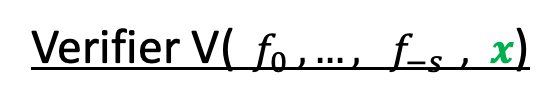 Verifier V( f₀ ,..., f₋ₛ , x)